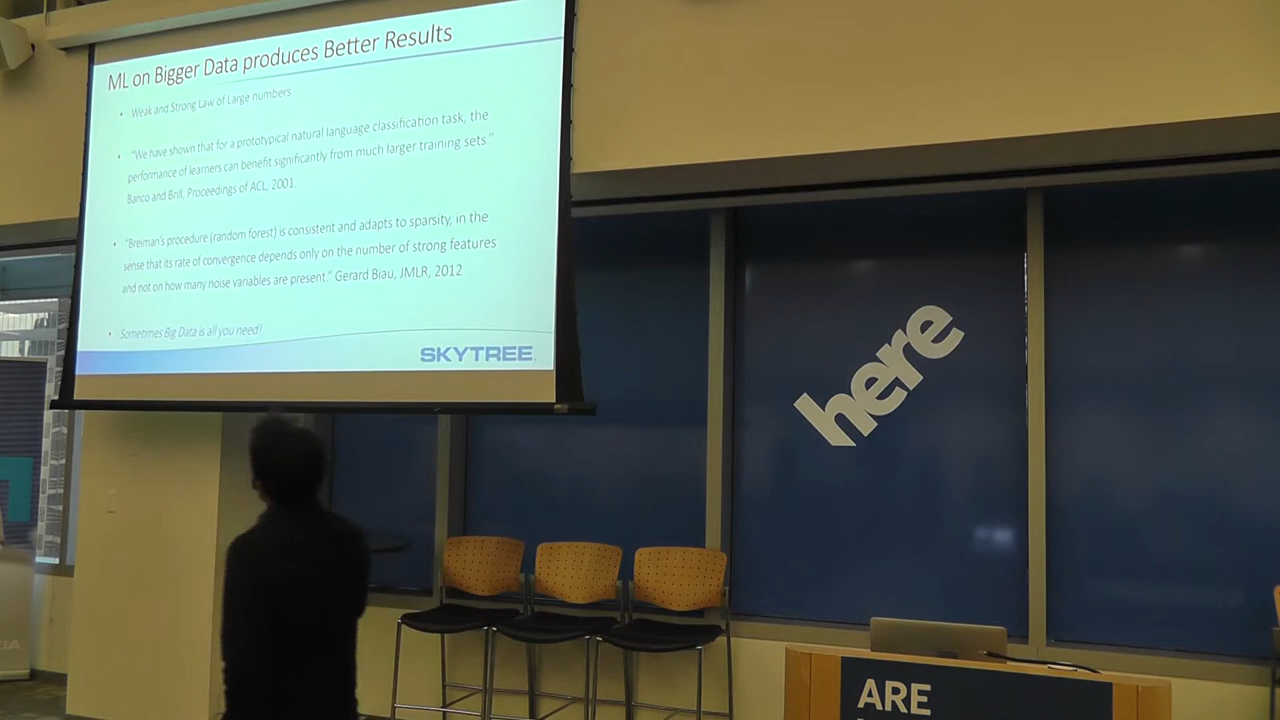 ML on Bigger Data produces Better Results
• Weak and Strong Law of Large numbers
• "We have shown that for a prototypical natural language classification task, the
performance of learners can benefit significantly from much larger training sets."
Banco and Brill, Proceedings of ACL, 2001.
• "Breiman's procedure (random forest) is consistent and adapts to sparsity, in the
sense that its rate of convergence depends only on the number of strong features
and not on how many noise variables are present." Gerard Biau, JMLR, 2012
• Sometimes Big Data is all you need!
SKYTREE
here
ARE